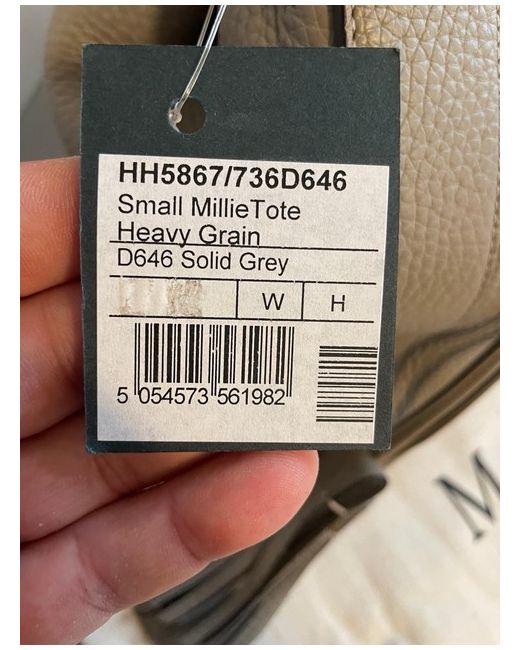 HH5867/736D646
Small MillieTote
Heavy Grain
D646 Solid Grey
W H
5 054573 561982
M